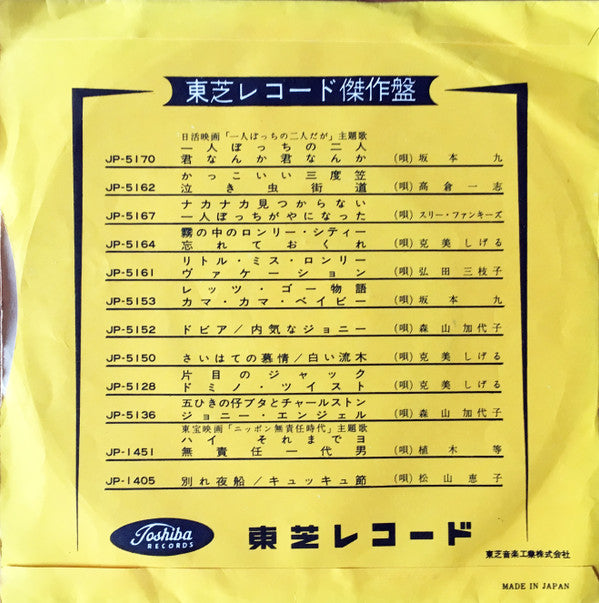 東芝レコード傑作盤
日活映画「一人ぼっちの二人だが」主題歌
一人ぼっちの二人
JP-5170 君なんか君なんか (唄) 坂本九
かっこいい三度笠
JP-5162 泣き虫街道 (唄) 高倉一志
ナカナカ見つからない
JP-5167 一人ぼっちがやになった (唄) スリー・ファンキーズ
霧の中のロンリー・シティー
JP-5164 忘れておくれ (唄) 克美しげる
リトル・ミス・ロンリー
JP-5161 ヴァケーション (唄) 弘田三枝子
レッツ・ゴー物語
JP-5153 カマ・カマ・ベイビー (唄) 坂本九
JP-5152 ドビア/内気なジョニー (唄) 森山加代子
JP-5150 さいはての慕情/白い流木 (唄) 克美しげる
片目のジャック
JP-5128 ドミノ・ツイスト (唄) 克美しげる
五ひきの仔ブタとチャールストン
JP-5136 ジョニー・エンジェル (唄) 森山加代子
東宝映画「ニッポン無責任時代」主題歌
ハイ それまでヨ
JP-1451 無責任一代男 (唄) 植木等
JP-1405 別れ夜船/キュッキュ節 (唄) 松山恵子
Toshiba
RECORDS
東芝レコード
東芝音楽工業株式会社
MADE IN JAPAN